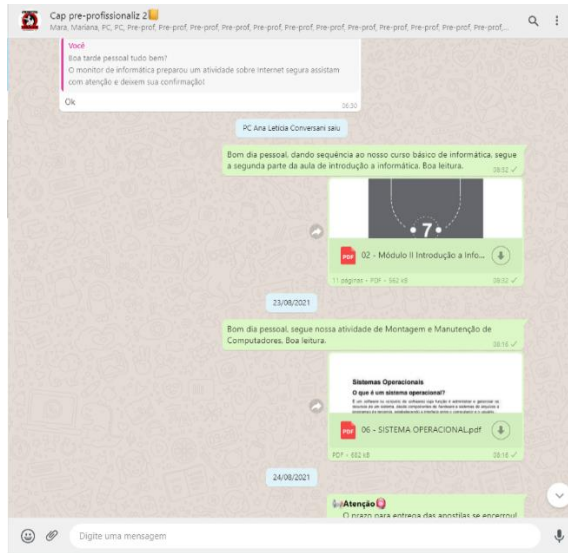 Cap pre-profissionaliz 2
Mara, Mariana, PC, PC, Pre-prof, Pre-prof, Pre-prof, Pre-prof, Pre-prof, Pre-prof, Pre-prof, Pre-prof, Pre-prof, Pre-prof, Pre-prof, Pre-prof,...
Você
Boa tarde pessoal tudo bem?
O monitor de informática preparou um atividade sobre Internet segura assistam
com atenção e deixem sua confirmação!
Ok
06:30
PC Ana Leticia Conversani saiu
Bom dia pessoal, dando sequência ao nosso curso básico de informática, segue
a segunda parte da aula de introdução a informática. Boa leitura.
08:52
7
PDF
02 - Módulo II Introdução a Info...
11 páginas • PDF • 562 kB
08:52
23/08/2021
Bom dia pessoal, segue nossa atividade de Montagem e Manutenção de
Computadores. Boa leitura.
08:16
Sistemas Operacionais
O que é um sistema operacional?
PDF
06 - SISTEMA OPERACIONAL.pdf
PDF • 602 kB
08:16
24/08/2021
Atenção
O prazo para entrega das apostilas se encerrou!
Digite uma mensagem